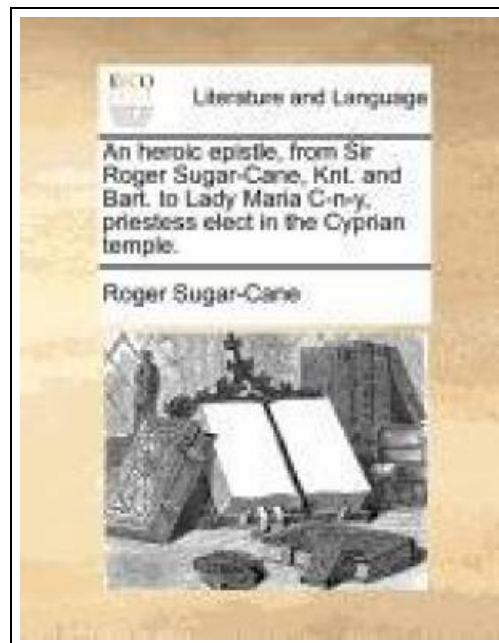 ECCO
Literature and Language
An heroic epistle, from Sir
Roger Sugar-Cane, Knt. and
Bart. to Lady Maria C-n-y,
priestess elect in the Cyprian
temple.
Roger Sugar-Cane